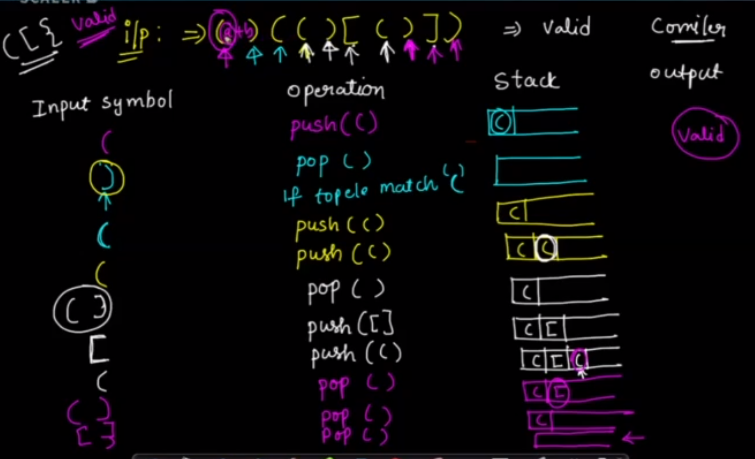 ([{ valid i/p: ⇒ (a+b) ( ( ) [ ( ) ] ) ⇒ valid Comiler
Input symbol operation Stack output
( push(() ( valid
) pop ()
If topele match '('
( push(() (
( push(() ( (
( ) pop () (
[ push([] ( [
( push(() ( [ (
( ) pop () ( [
[ ] pop () (
pop ()